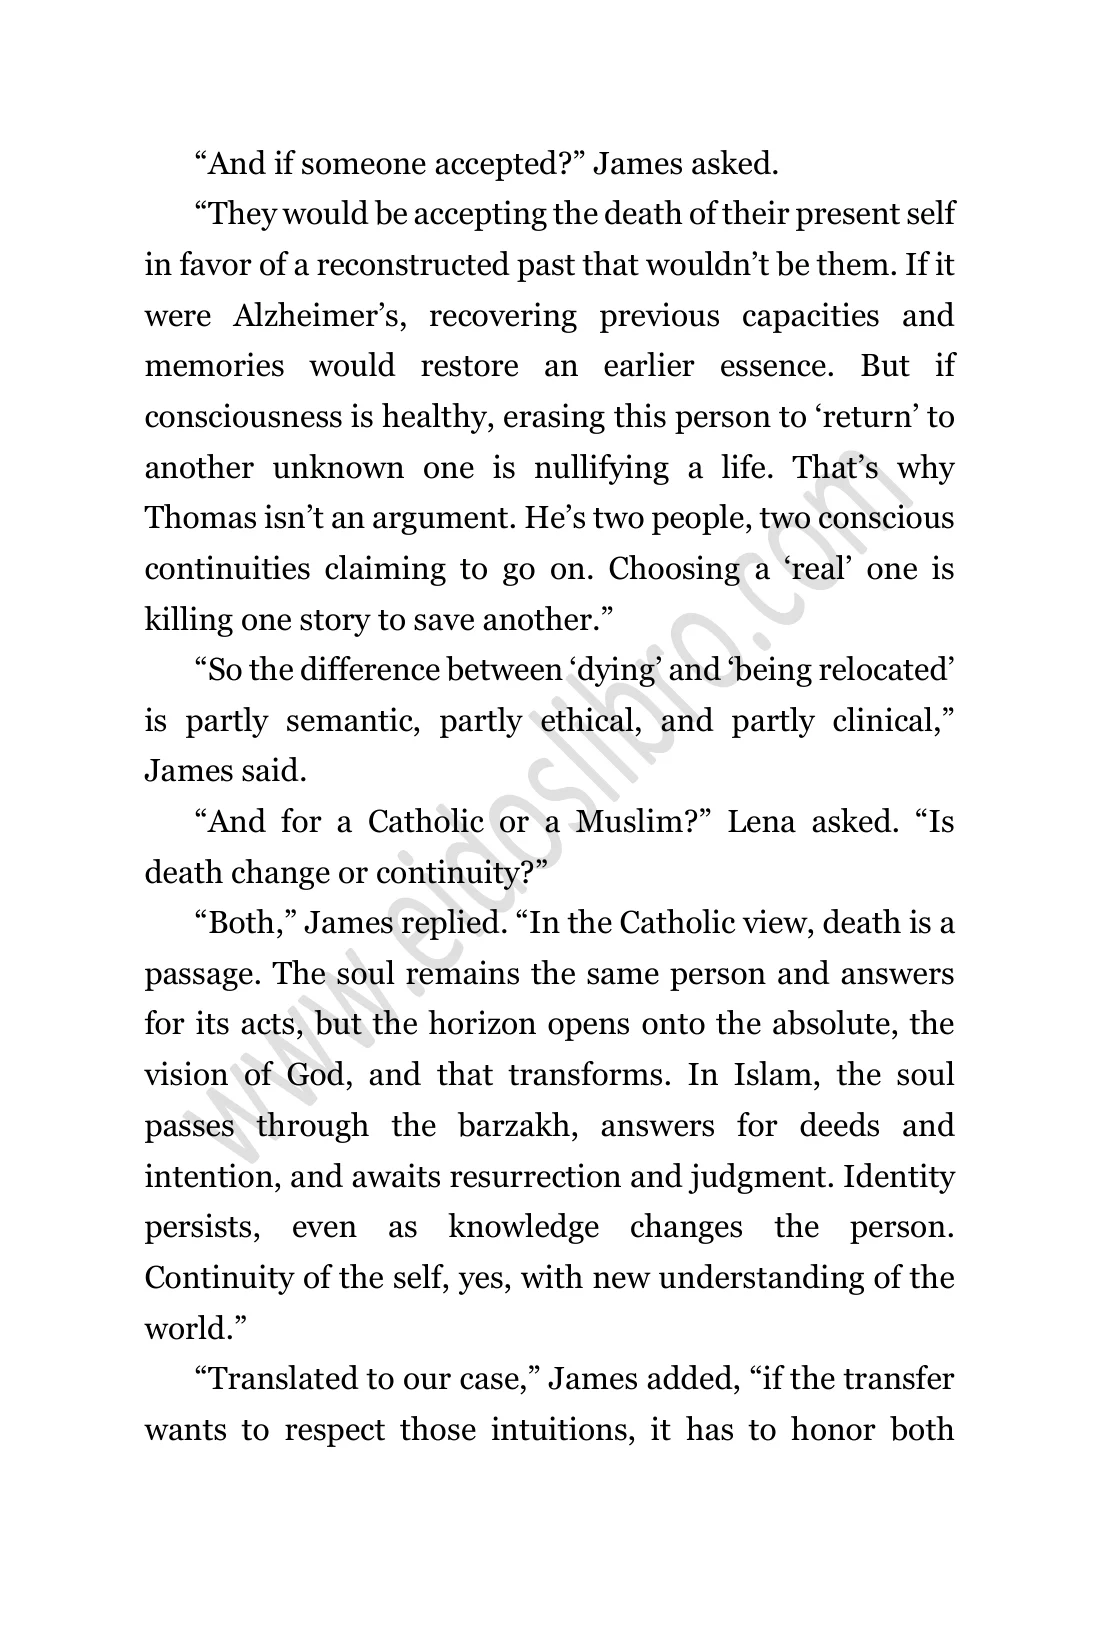 “And if someone accepted?” James asked.
“They would be accepting the death of their present self
in favor of a reconstructed past that wouldn’t be them. If it
were Alzheimer’s, recovering previous capacities and
memories would restore an earlier essence. But if
consciousness is healthy, erasing this person to ‘return’ to
another unknown one is nullifying a life. That’s why
Thomas isn’t an argument. He’s two people, two conscious
continuities claiming to go on. Choosing a ‘real’ one is
killing one story to save another.”
“So the difference between ‘dying’ and ‘being relocated’
is partly semantic, partly ethical, and partly clinical,”
James said.
“And for a Catholic or a Muslim?” Lena asked. “Is
death change or continuity?”
“Both,” James replied. “In the Catholic view, death is a
passage. The soul remains the same person and answers
for its acts, but the horizon opens onto the absolute, the
vision of God, and that transforms. In Islam, the soul
passes through the barzakh, answers for deeds and
intention, and awaits resurrection and judgment. Identity
persists, even as knowledge changes the person.
Continuity of the self, yes, with new understanding of the
world.”
“Translated to our case,” James added, “if the transfer
wants to respect those intuitions, it has to honor both
www.eidoslibro.com